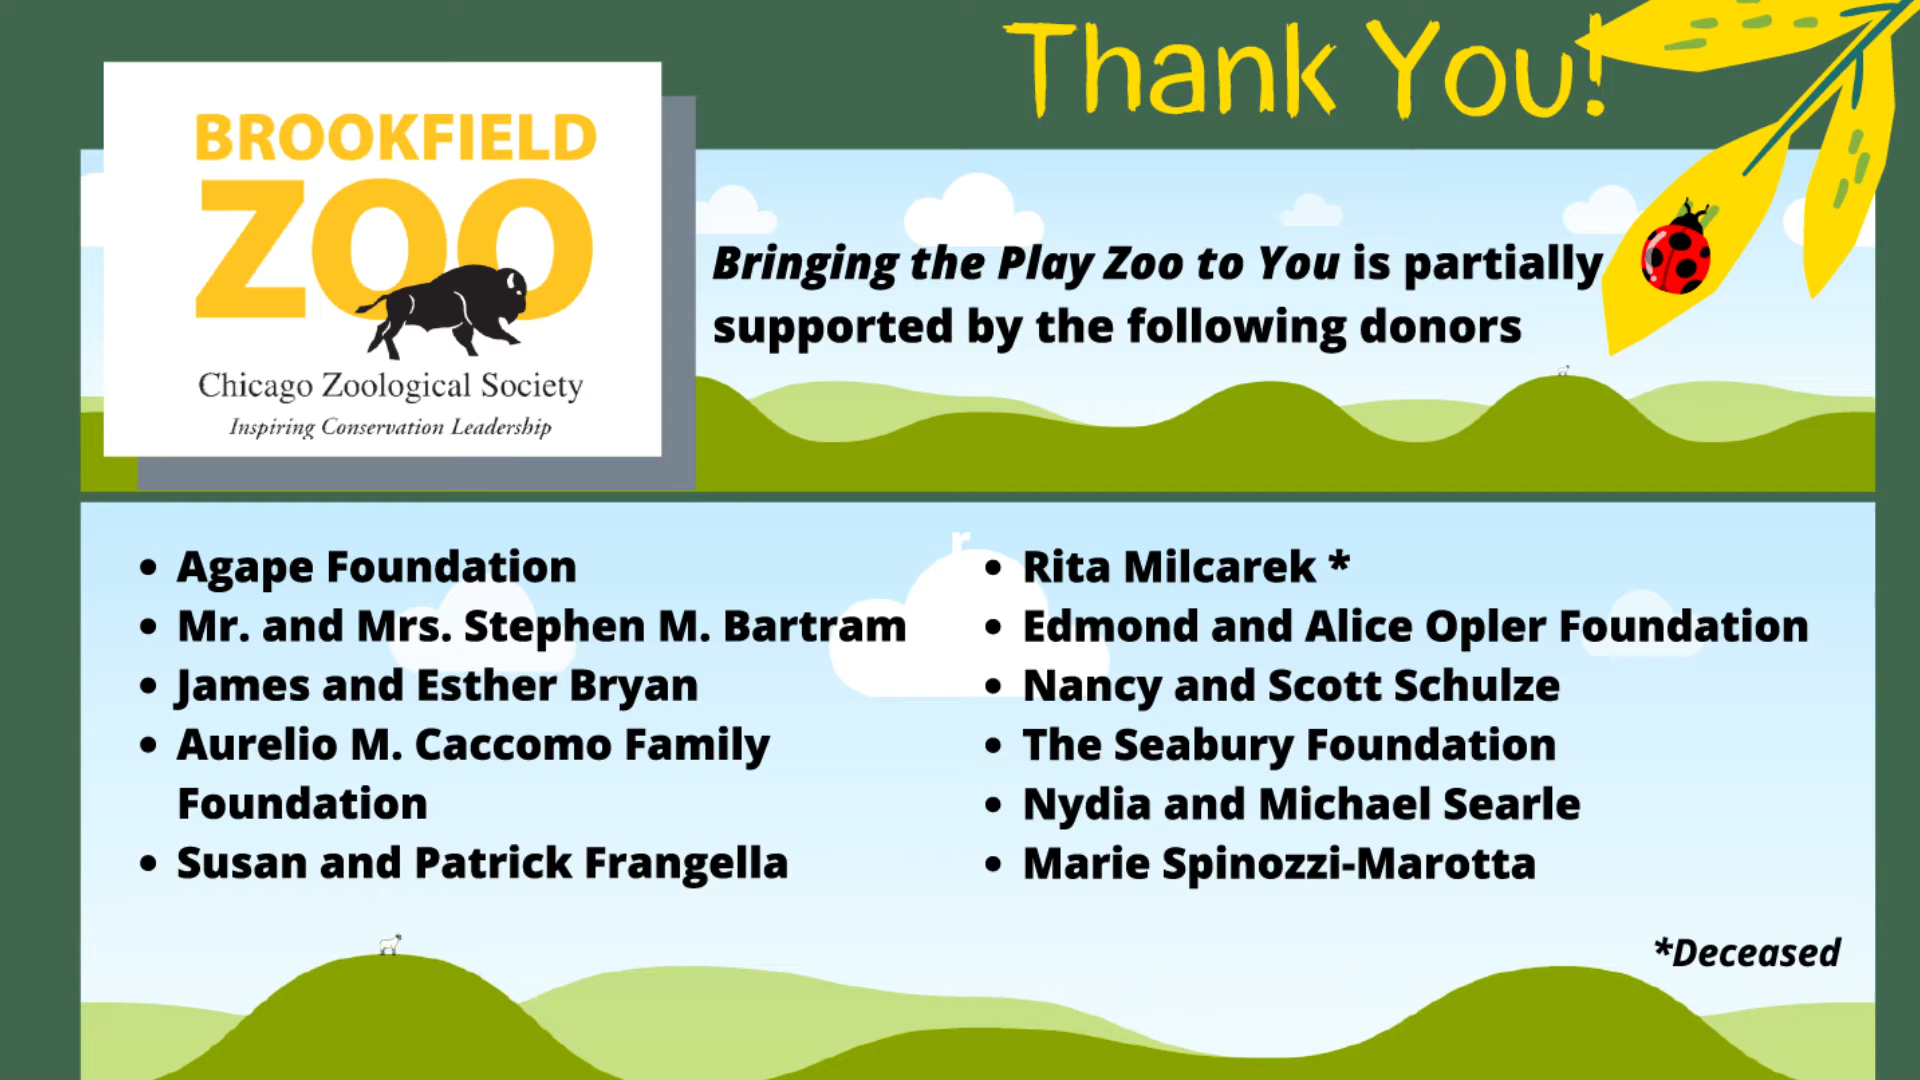 Thank You!
BROOKFIELD
ZOO
Chicago Zoological Society
Inspiring Conservation Leadership
Bringing the Play Zoo to You is partially
supported by the following donors
r
• Agape Foundation
• Mr. and Mrs. Stephen M. Bartram
• James and Esther Bryan
• Aurelio M. Caccomo Family
Foundation
• Susan and Patrick Frangella
• Rita Milcarek *
• Edmond and Alice Opler Foundation
• Nancy and Scott Schulze
• The Seabury Foundation
• Nydia and Michael Searle
• Marie Spinozzi-Marotta
*Deceased